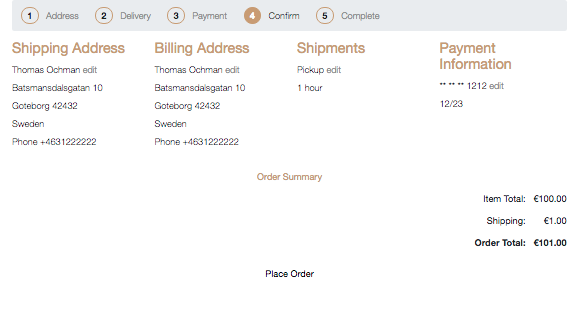 1 Address 2 Delivery 3 Payment 4 Confirm 5 Complete
Shipping Address
Thomas Ochman edit
Batsmansdalsgatan 10
Goteborg 42432
Sweden
Phone +4631222222
Billing Address
Thomas Ochman edit
Batsmansdalsgatan 10
Goteborg 42432
Sweden
Phone +4631222222
Shipments
Pickup edit
1 hour
Payment
Information
** ** ** 1212 edit
12/23
Order Summary
Item Total: €100.00
Shipping: €1.00
Order Total: €101.00
Place Order